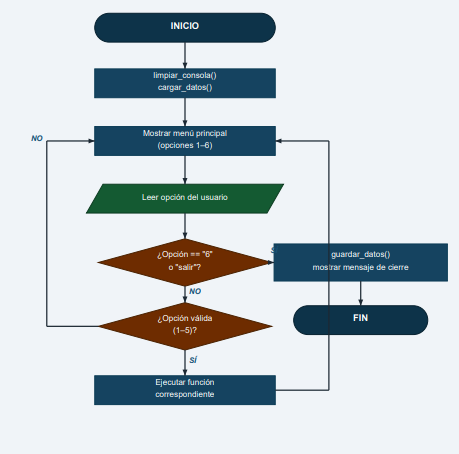 INICIO
limpiar_consola()
cargar_datos()
Mostrar menú principal
(opciones 1–6)
NO
Leer opción del usuario
¿Opción == "6"
o "salir"?
guardar_datos()
mostrar mensaje de cierre
NO
¿Opción válida
(1–5)?
FIN
SÍ
Ejecutar función
correspondiente